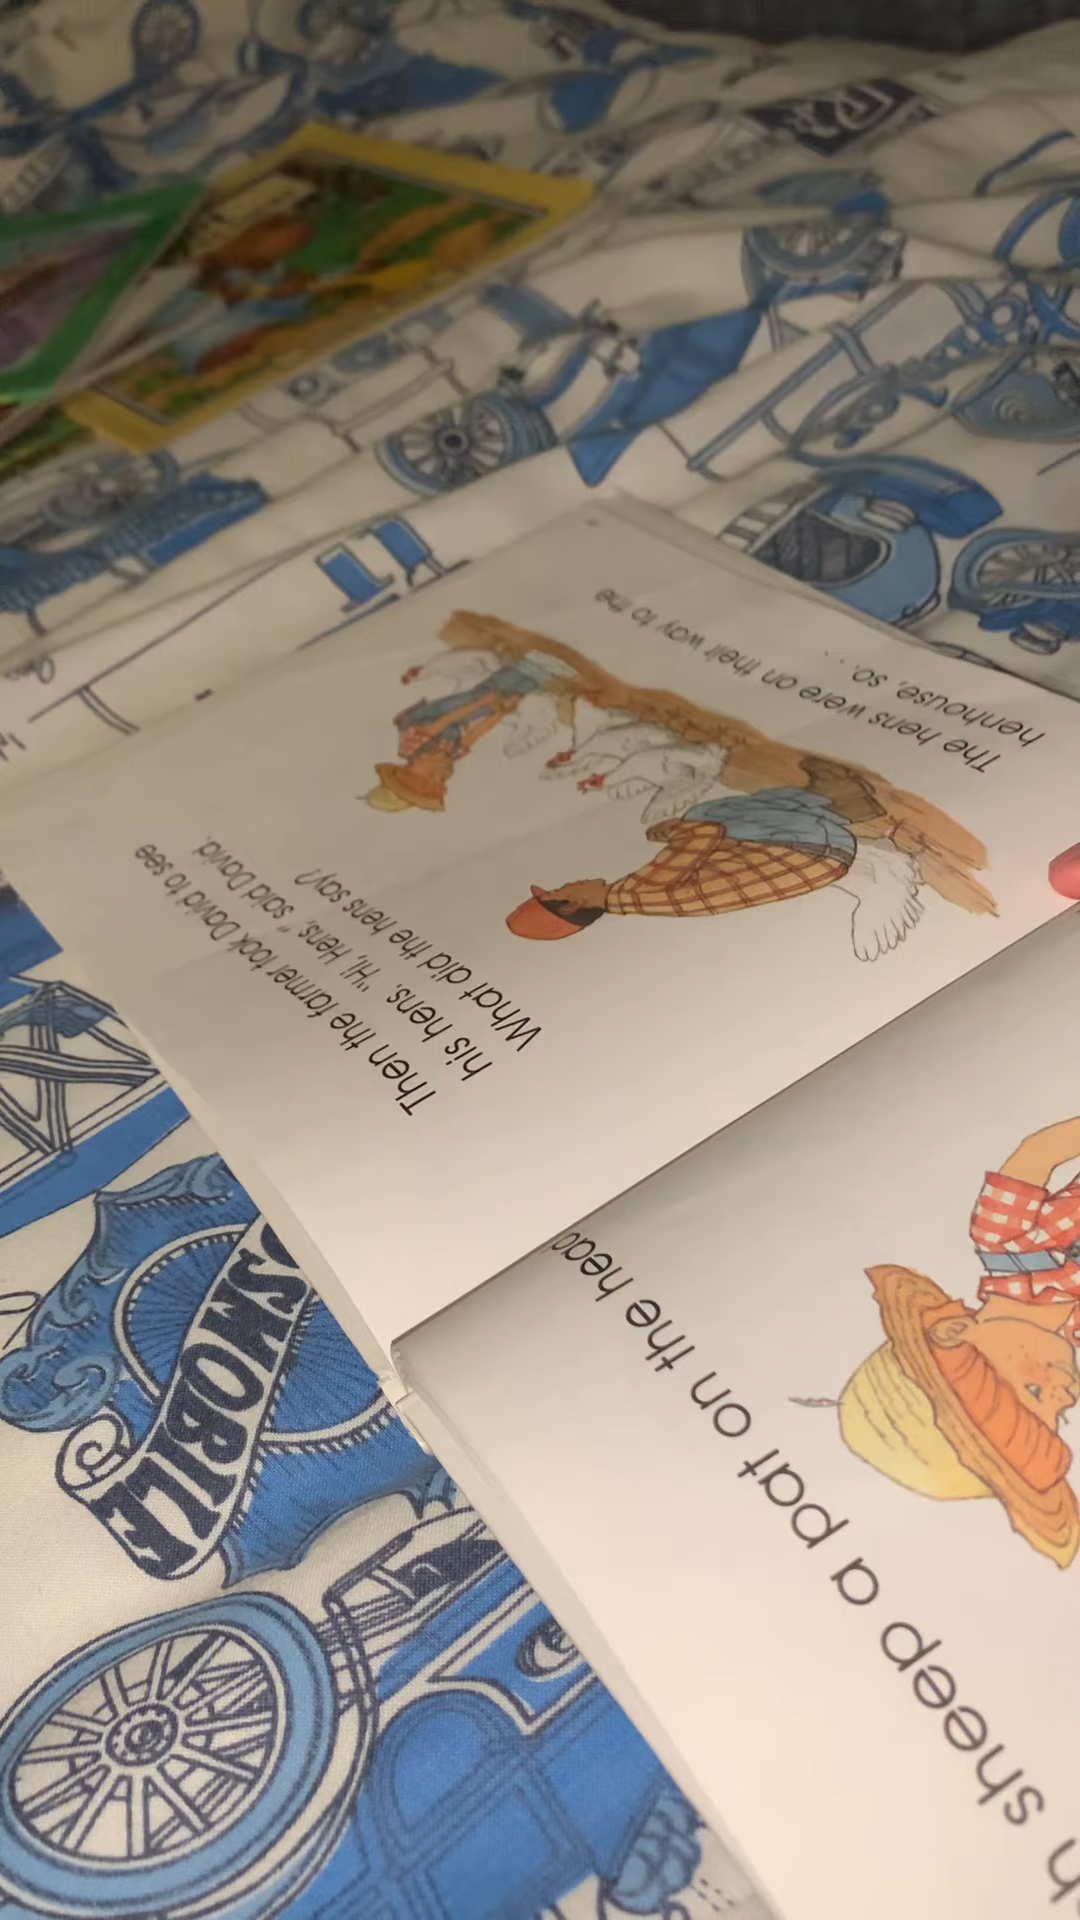 Then the farmer took David to see
his hens. "Hi, Hens," said David.
What did the hens say?
The hens were on their way to the
henhouse, so. . .
sheep a pat on the head
OSMOBILE